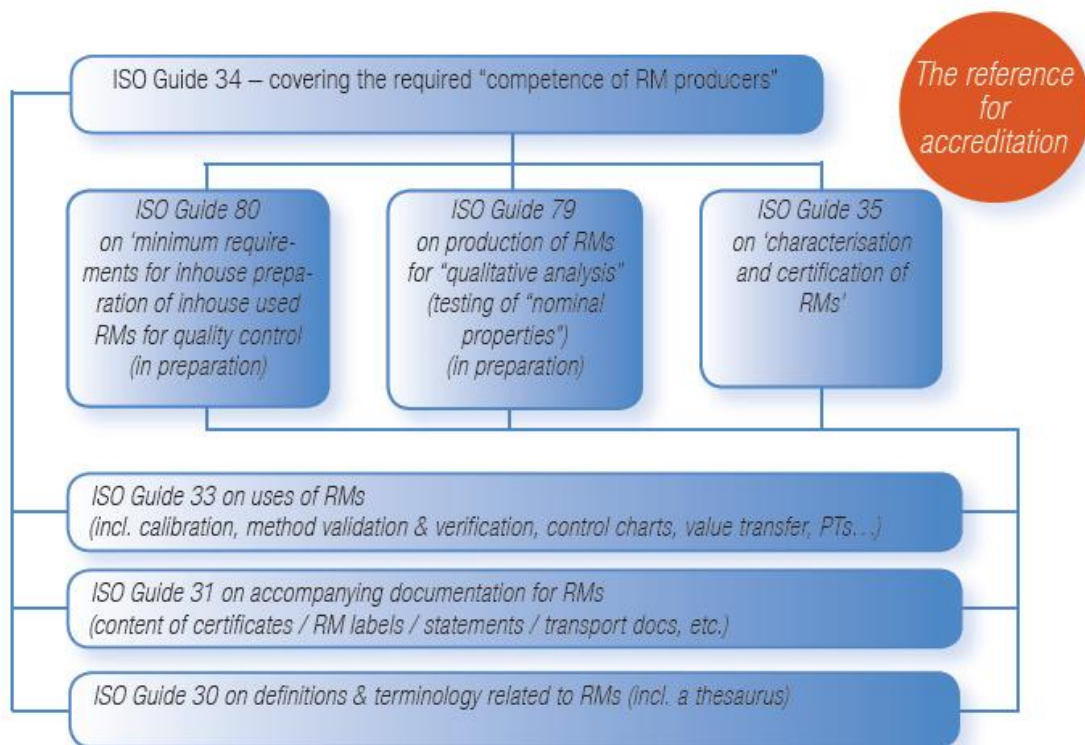 ISO Guide 34 – covering the required “competence of RM producers”
The reference
for
accreditation
ISO Guide 80
on ‘minimum require-
ments for inhouse prepa-
ration of inhouse used
RMs for quality control
(in preparation)
ISO Guide 79
on production of RMs
for “qualitative analysis”
(testing of “nominal
properties”)
(in preparation)
ISO Guide 35
on ‘characterisation
and certification of
RMs’
ISO Guide 33 on uses of RMs
(incl. calibration, method validation & verification, control charts, value transfer, PTs…)
ISO Guide 31 on accompanying documentation for RMs
(content of certificates / RM labels / statements / transport docs, etc.)
ISO Guide 30 on definitions & terminology related to RMs (incl. a thesaurus)